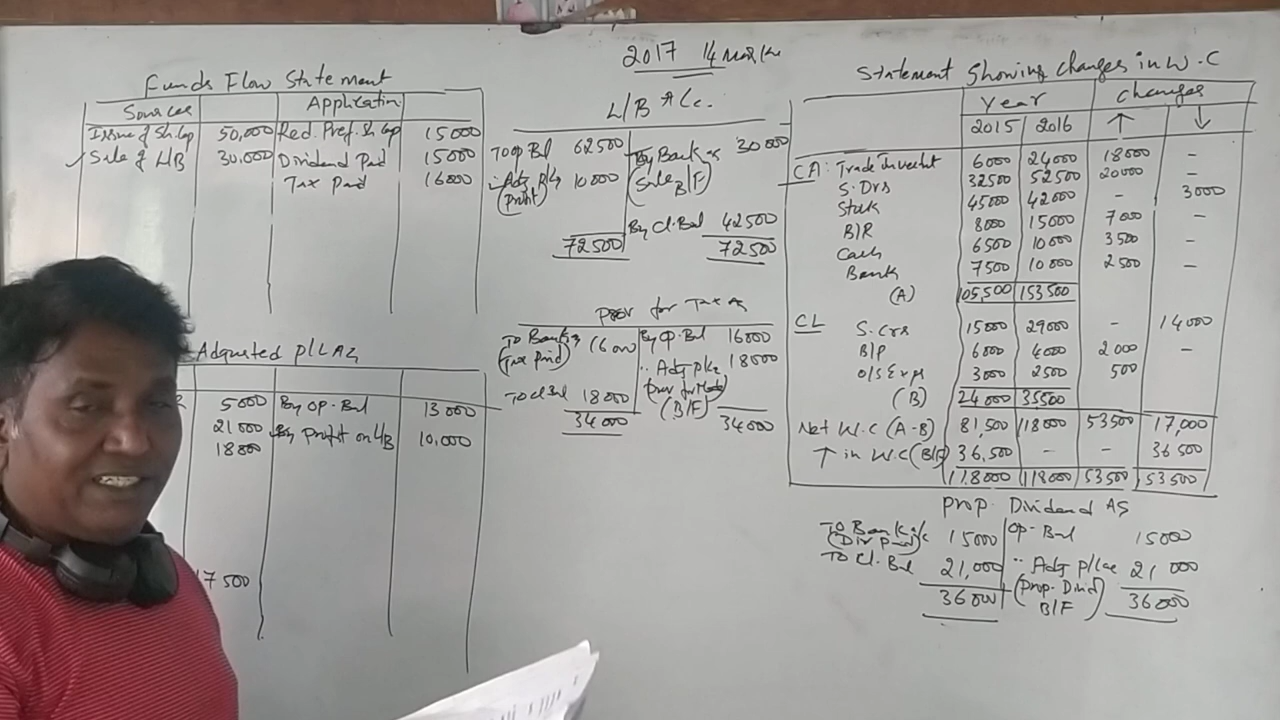 2017 14 Marks
Funds Flow Statement
Sources Application
Issue of Sh. Cap 50,000 Red. Pref. Sh Cap 15000
Sale of L/B 30,000 Dividend Paid 15000
Tax Paid 16000
Adjusted P/L A/c
5000 By Op-Bal 13000
21000 By Profit on L/B 10,000
18000
17500
L/B A/c.
To Op Bal 62500 By Bank A/c 30000
.. Adj P/L 10000 (Sale B/F)
(Profit)
By Cl. Bal 42500
72500 72500
Prov for Tax A/c
To Bank A/c 16000 By Op. Bal 16000
(Tax Paid) .. Adj P/L 18000
To Cl Bal 18000 (B/F)
34000 34000
Statement Showing Changes in W.C
Year Changes
2015 2016 ↑ ↓
CA: Trade Investmt 6000 24000 18000 -
S. Drs 32500 52500 20000 -
Stock 45000 42000 - 3000
B/R 8000 15000 7000 -
Cash 6500 10000 3500 -
Bank 7500 10000 2500 -
(A) 105,500 153500
CL S. Crs 15000 29000 - 14000
B/P 6000 4000 2000 -
O/S Exp 3000 2500 500
(B) 24000 35500
Net W.C (A-B) 81,500 118000 53500 17,000
↑ in W.C (B/F) 36,500 - - 36500
118000 118000 53500 53500
Prop. Dividend A/c
To Bank A/c 15000 Op-Bal 15000
(Div Paid)
To Cl. Bal 21,000 .. Adj P/L A/c 21000
36000 (Prop. Divid B/F) 36000